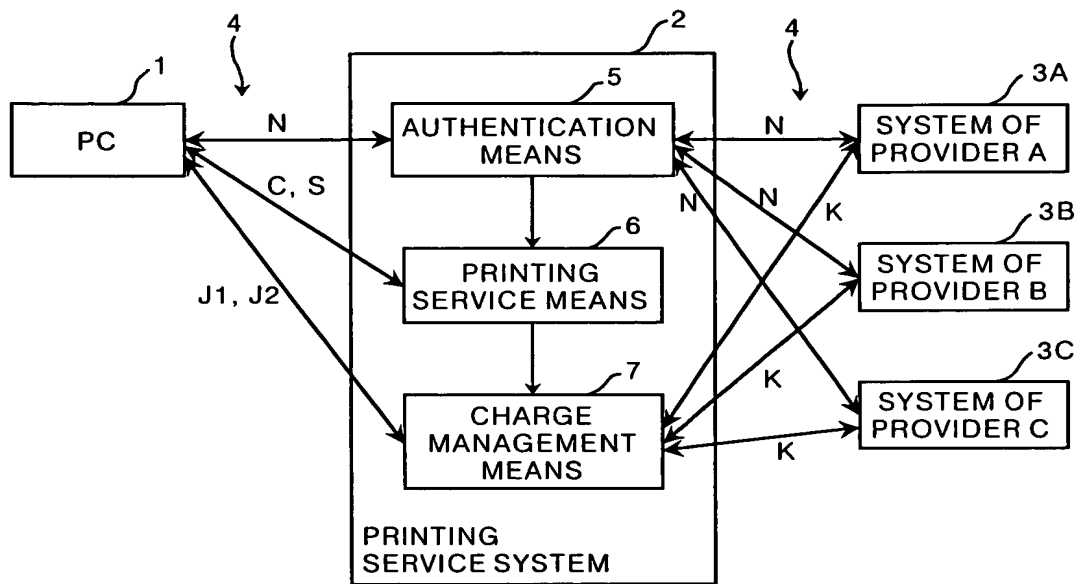 4
2
4
1
5
3A
PC
N
AUTHENTICATION
MEANS
N
SYSTEM OF
PROVIDER A
C, S
N
N
K
6
3B
PRINTING
SERVICE MEANS
SYSTEM OF
PROVIDER B
J1, J2
7
K
3C
CHARGE
MANAGEMENT
MEANS
SYSTEM OF
PROVIDER C
K
PRINTING
SERVICE SYSTEM